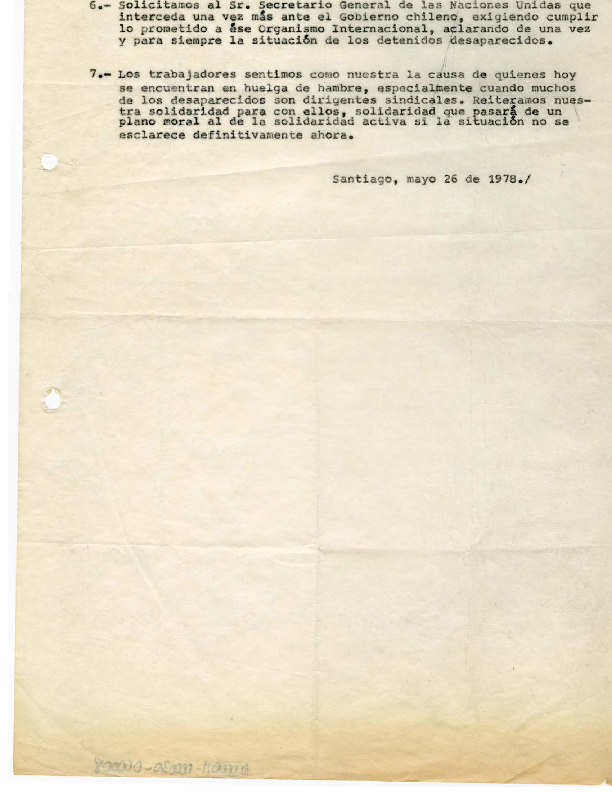 6.- Solicitamos al Sr. Secretario General de las Naciones Unidas que
interceda una vez más ante el Gobierno chileno, exigiendo cumplir
lo prometido a ése Organismo Internacional, aclarando de una vez
y para siempre la situación de los detenidos desaparecidos.
7.- Los trabajadores sentimos como nuestra la causa de quienes hoy
se encuentran en huelga de hambre, especialmente cuando muchos
de los desaparecidos son dirigentes sindicales. Reiteramos nues-
tra solidaridad para con ellos, solidaridad que pasará de un
plano moral al de la solidaridad activa si la situación no se
esclarece definitivamente ahora.
Santiago, mayo 26 de 1978./